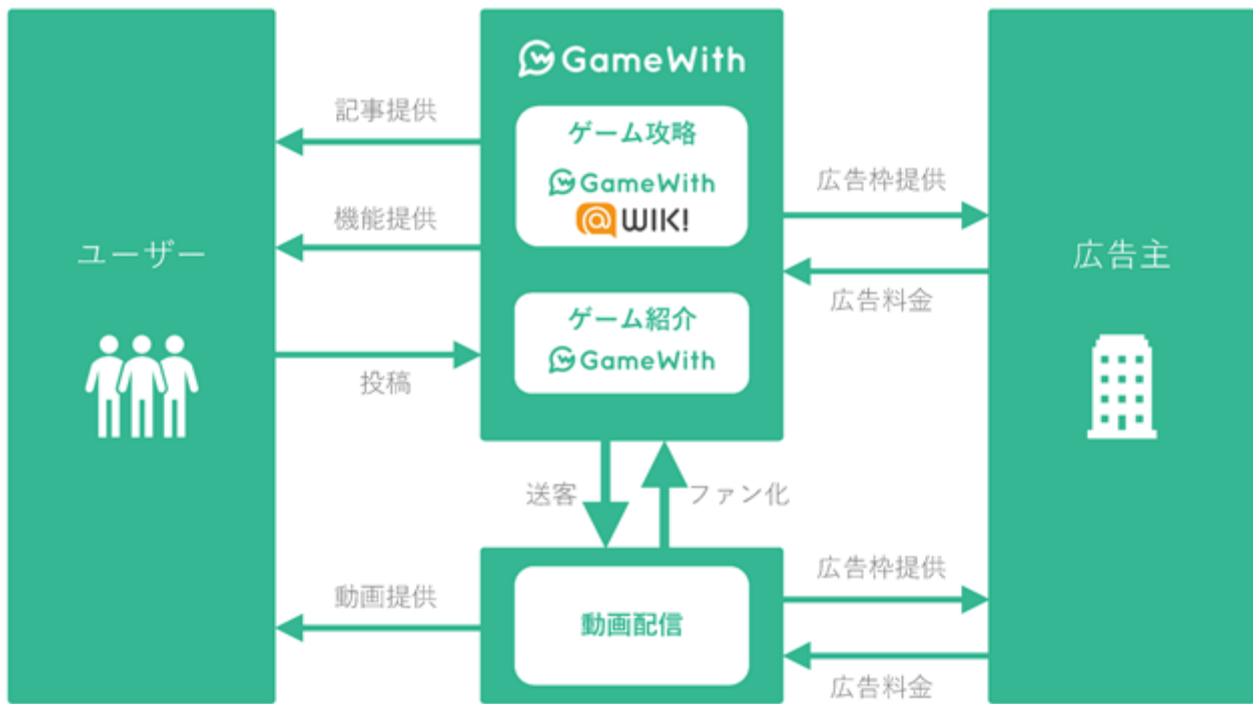 GameWith
記事提供
ゲーム攻略
GameWith
@WIKI!
広告枠提供
機能提供
ユーザー
広告主
広告料金
ゲーム紹介
GameWith
投稿
送客
ファン化
広告枠提供
動画提供
動画配信
広告料金